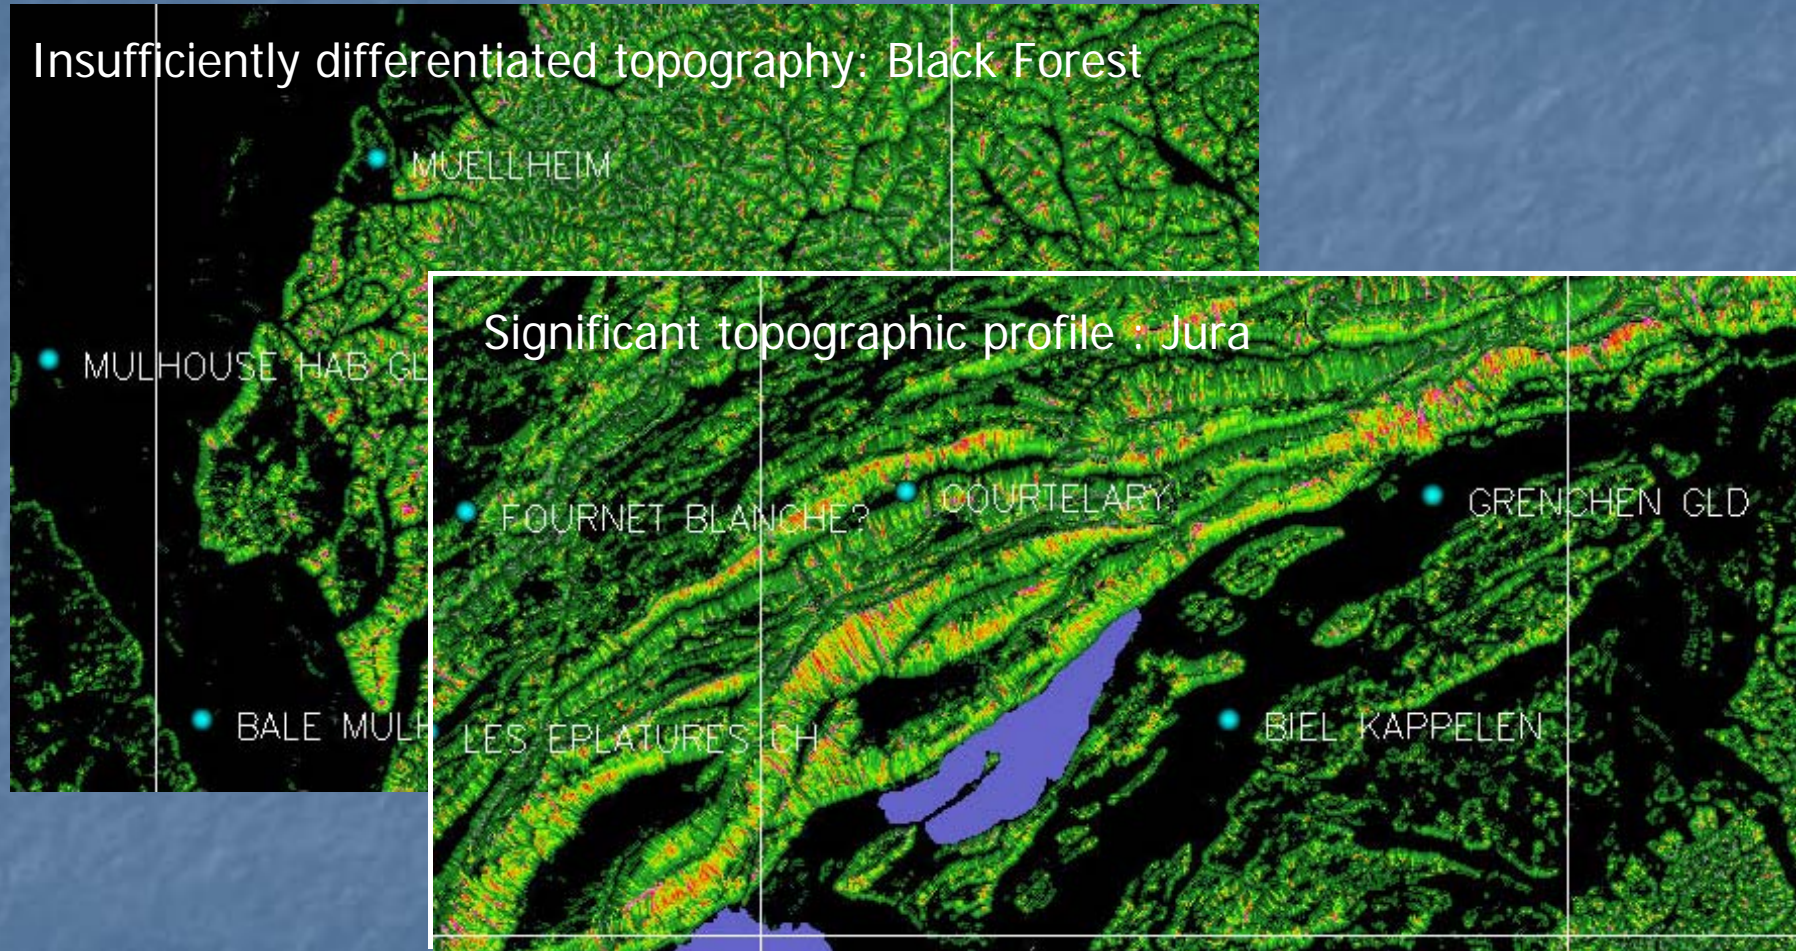 Insufficiently differentiated topography: Black Forest
MUELLHEIM
MULHOUSE HAB GL
BALE MULH
Significant topographic profile : Jura
COURTELARY
FOURNET BLANCHE?
GRENCHEN GLD
LES EPLATURES CH
BIEL KAPPELEN